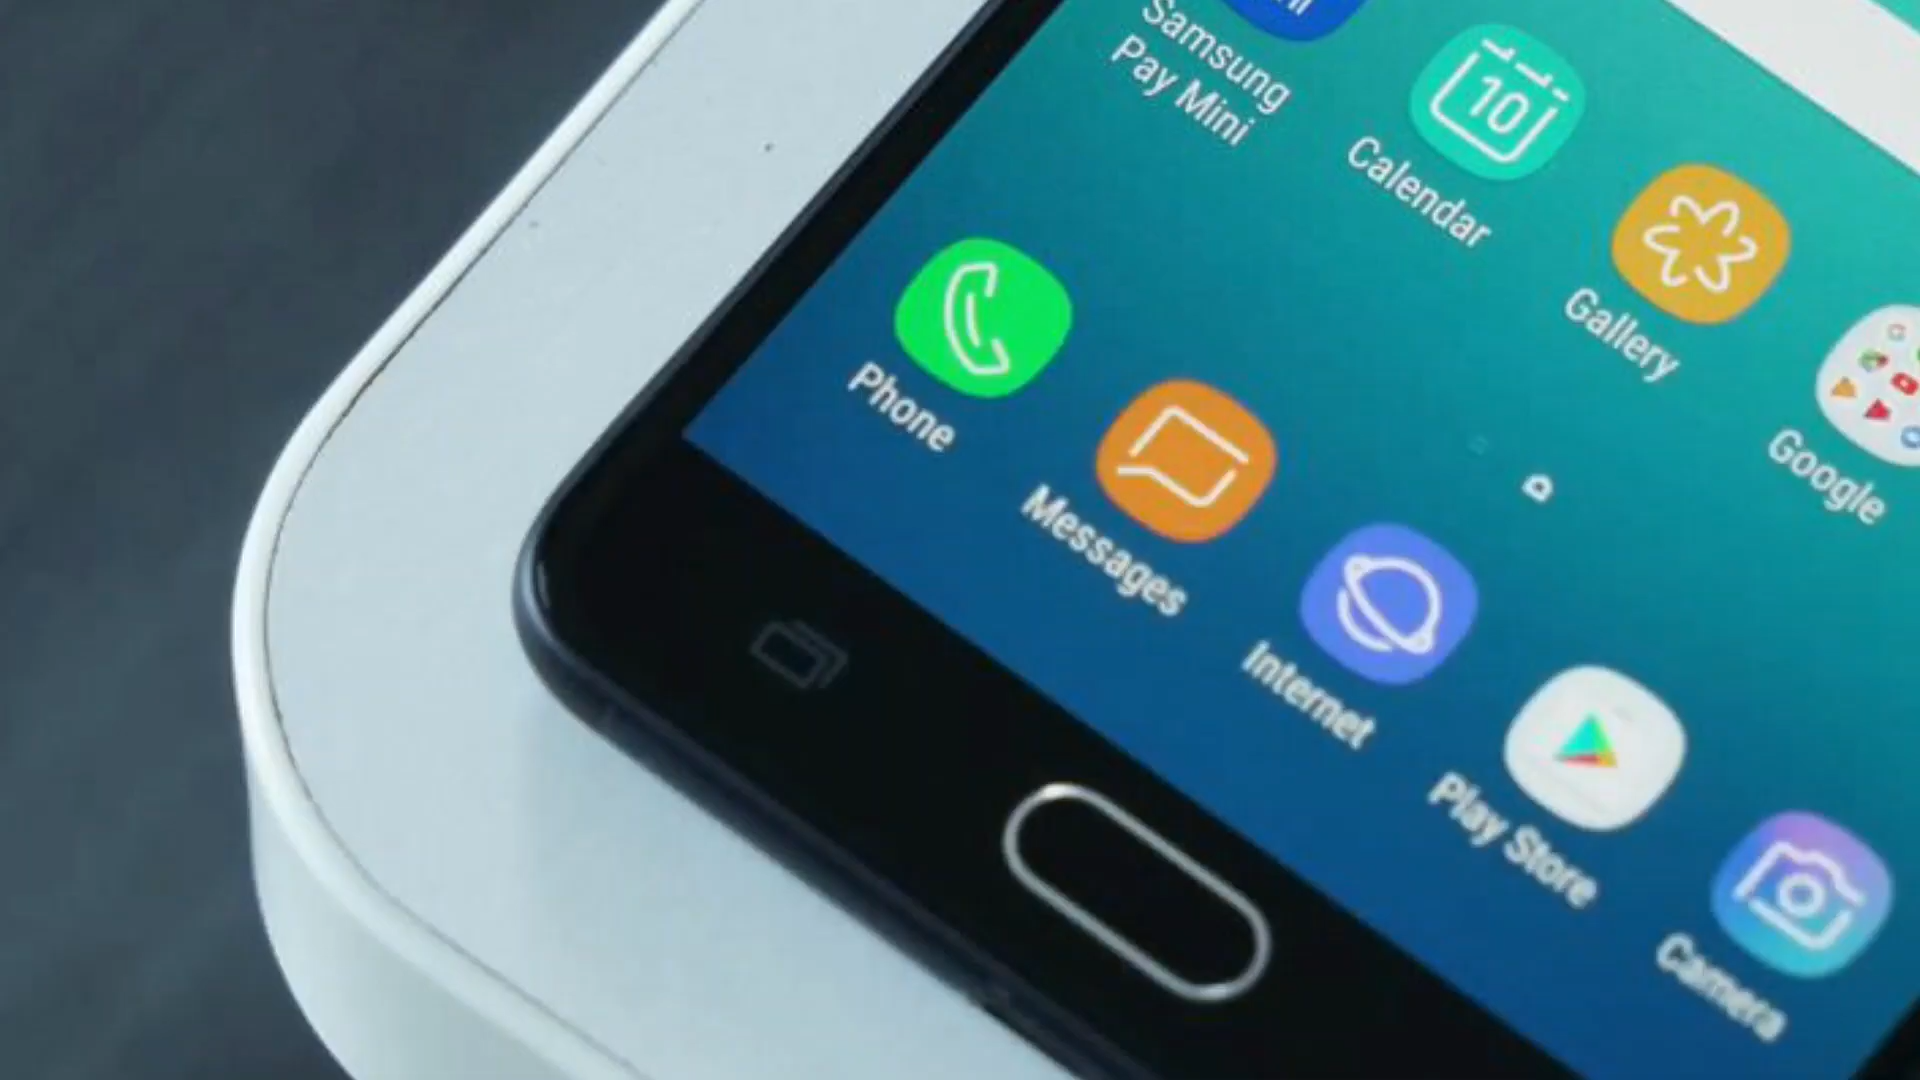 Samsung
Pay Mini
10
Calendar
Gallery
Google
Phone
Messages
Internet
Play Store
Camera